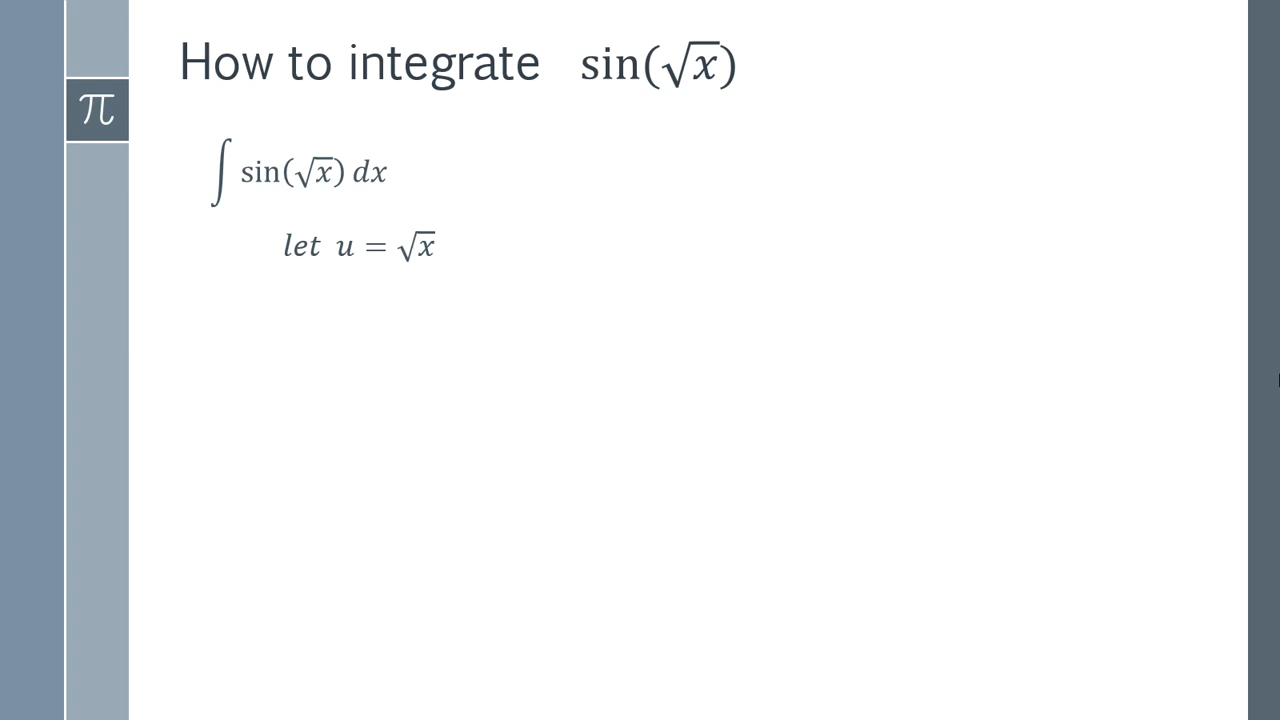 How to integrate sin(√x)
π
∫ sin(√x) dx
let u = √x